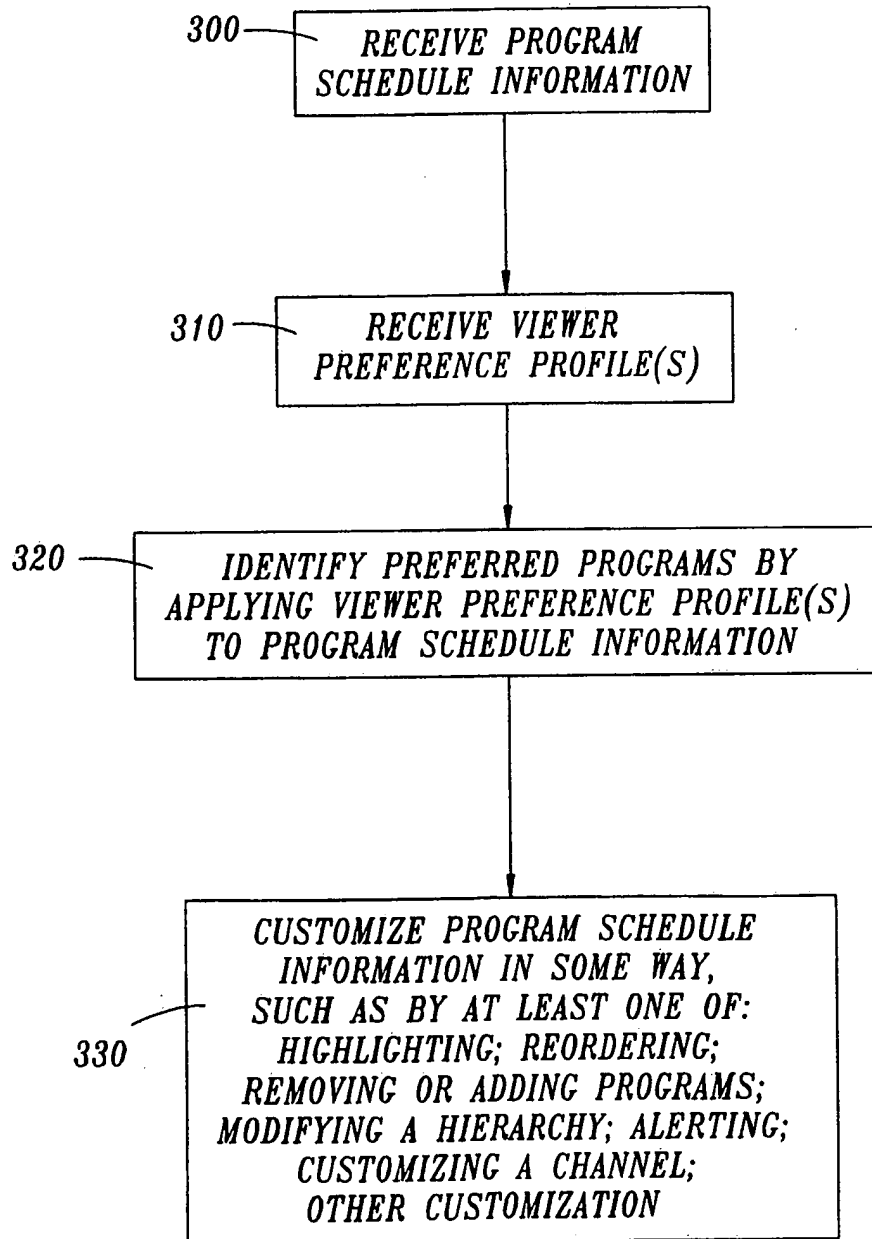 300
RECEIVE PROGRAM
SCHEDULE INFORMATION
310
RECEIVE VIEWER
PREFERENCE PROFILE(S)
320
IDENTIFY PREFERRED PROGRAMS BY
APPLYING VIEWER PREFERENCE PROFILE(S)
TO PROGRAM SCHEDULE INFORMATION
330
CUSTOMIZE PROGRAM SCHEDULE
INFORMATION IN SOME WAY,
SUCH AS BY AT LEAST ONE OF:
HIGHLIGHTING; REORDERING;
REMOVING OR ADDING PROGRAMS;
MODIFYING A HIERARCHY; ALERTING;
CUSTOMIZING A CHANNEL;
OTHER CUSTOMIZATION